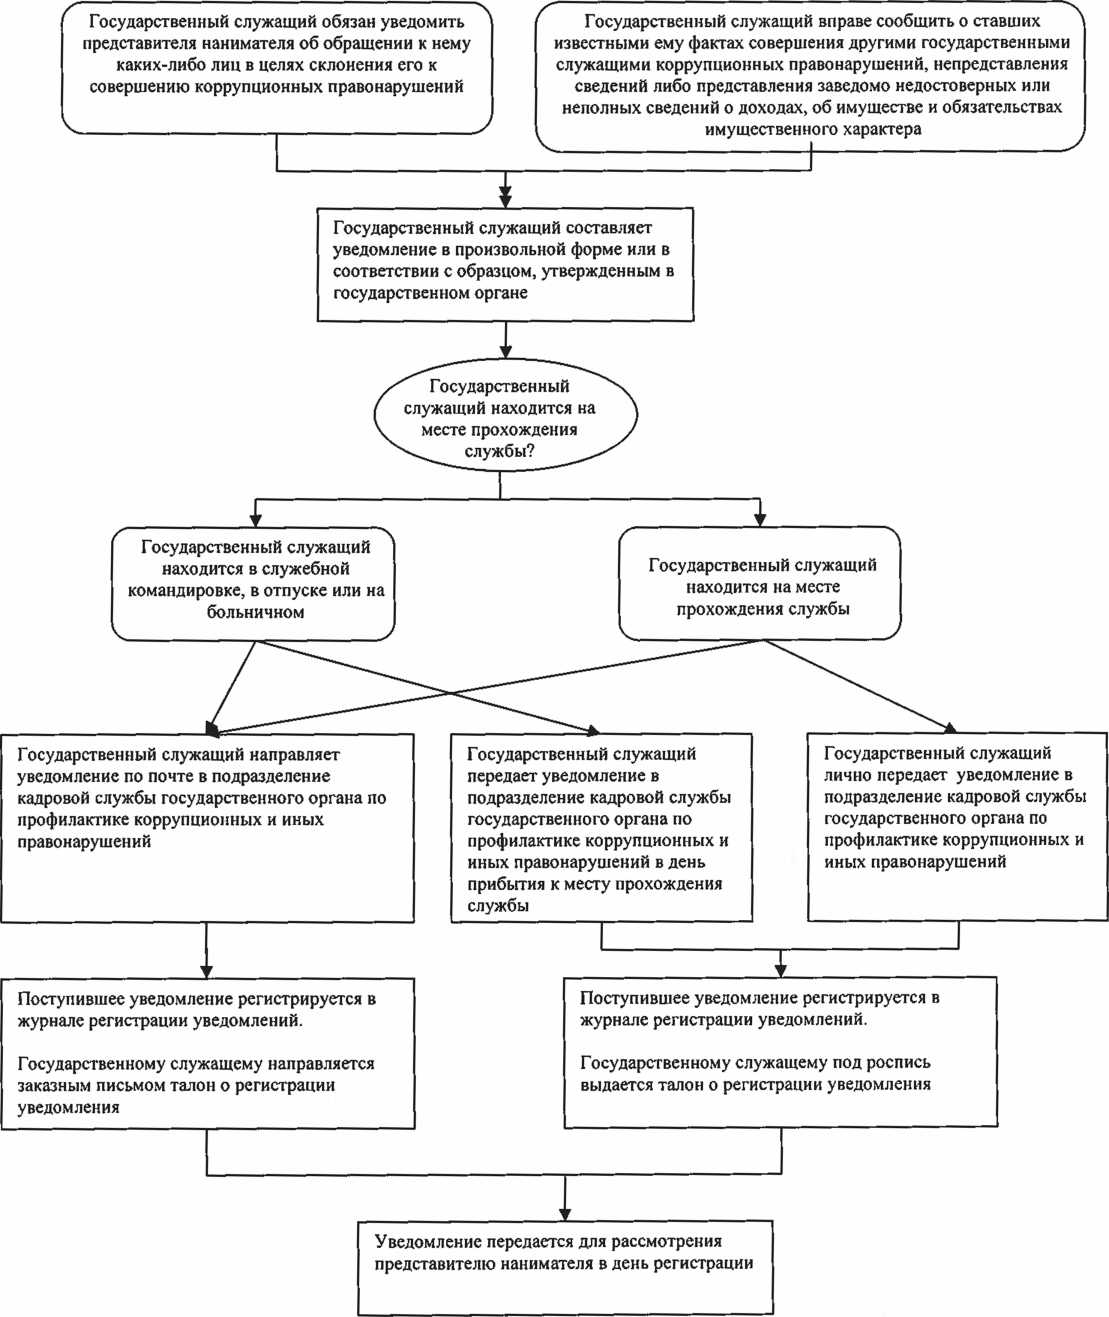 Государственный служащий обязан уведомить
представителя нанимателя об обращении к нему
каких-либо лиц в целях склонения его к
совершению коррупционных правонарушений
Государственный служащий вправе сообщить о ставших
известными ему фактах совершения другими государственными
служащими коррупционных правонарушений, непредставления
сведений либо представления заведомо недостоверных или
неполных сведений о доходах, об имуществе и обязательствах
имущественного характера
Государственный служащий составляет
уведомление в произвольной форме или в
соответствии с образцом, утвержденным в
государственном органе
Государственный
служащий находится на
месте прохождения
службы?
Государственный служащий
находится в служебной
командировке, в отпуске или на
больничном
Государственный служащий
находится на месте
прохождения службы
Государственный служащий направляет
уведомление по почте в подразделение
кадровой службы государственного органа по
профилактике коррупционных и иных
правонарушений
Государственный служащий
передает уведомление в
подразделение кадровой службы
государственного органа по
профилактике коррупционных и
иных правонарушений в день
прибытия к месту прохождения
службы
Государственный служащий
лично передает уведомление в
подразделение кадровой службы
государственного органа по
профилактике коррупционных и
иных правонарушений
Поступившее уведомление регистрируется в
журнале регистрации уведомлений.
Государственному служащему направляется
заказным письмом талон о регистрации
уведомления
Поступившее уведомление регистрируется в
журнале регистрации уведомлений.
Государственному служащему под роспись
выдается талон о регистрации уведомления
Уведомление передается для рассмотрения
представителю нанимателя в день регистрации